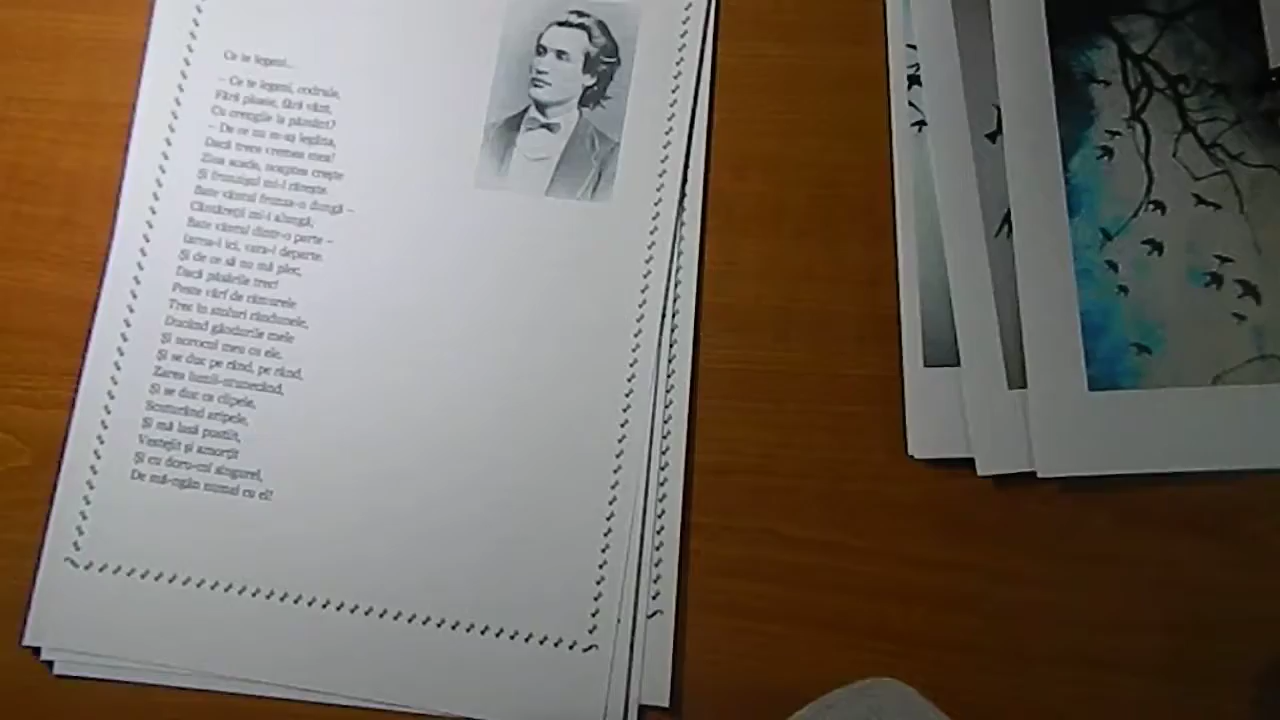 Ce te legeni...
– Ce te legeni, codrule,
Fără ploaie, fără vânt,
Cu crengile la pământ?
– De ce nu m-aș legăna,
Dacă trece vremea mea!
Ziua scade, noaptea crește
Și frunzișul mi-l rărește.
Bate vântul frunza-n dungă –
Cântăreții mi-i alungă;
Bate vântul dintr-o parte –
Iarna-i ici, vara-i departe.
Și de ce să nu mă plec,
Dacă păsările trec!
Peste vârf de rămurele
Trec în stoluri rândunele,
Ducând gândurile mele
Și norocul meu cu ele.
Și se duc pe rând, pe rând,
Zarea lumii-ntunecând,
Și se duc ca clipele,
Scuturând aripele,
Și mă lasă pustiit,
Vestejit și amorțit
Și cu doru-mi singurel,
De mă-ngân numai cu el!